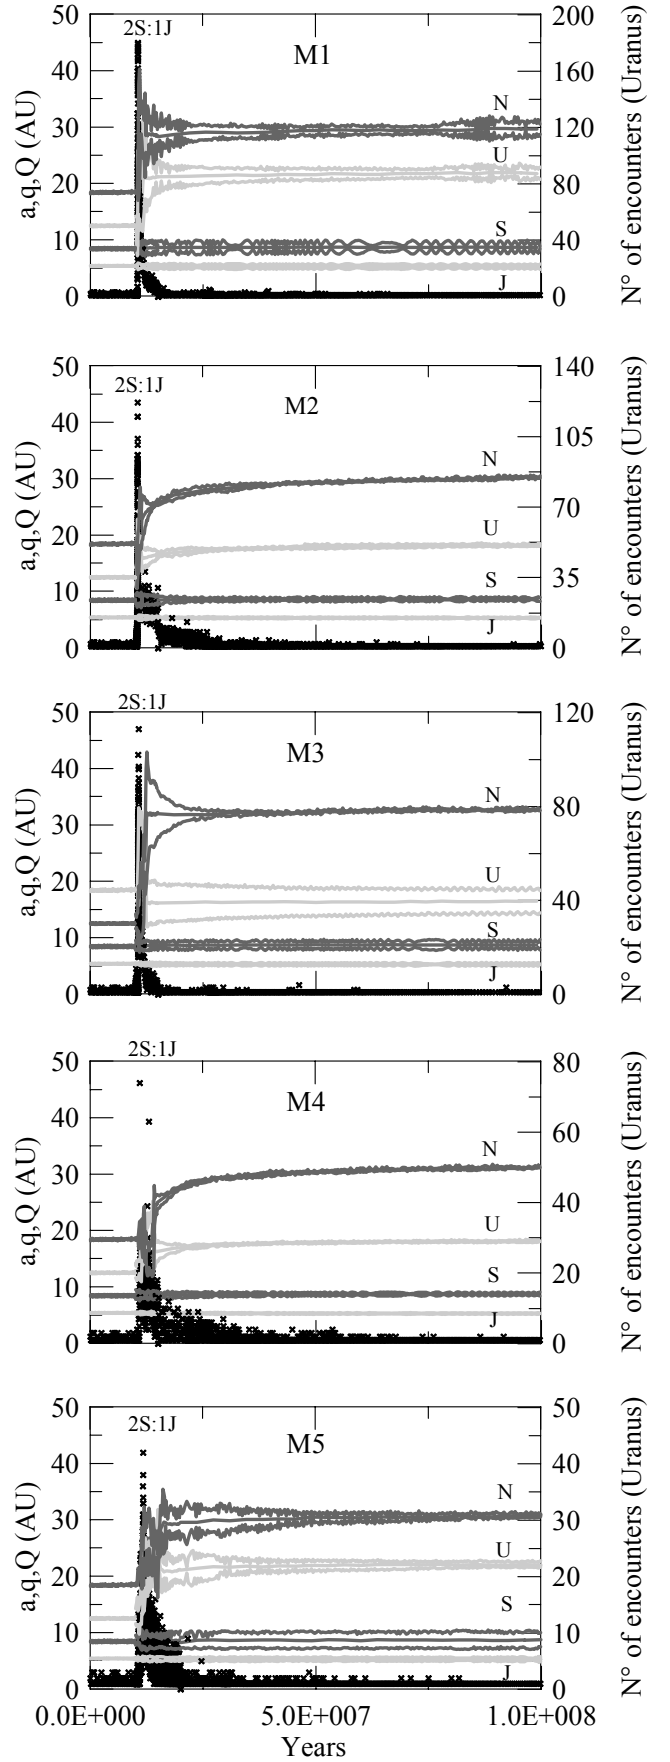 50 2S:1J M1 200
40 180
160
30 N 140
120
20 U 100
80
10 S 60
40
0 J 20
0
a,q,Q (AU)
N° of encounters (Uranus)
50 2S:1J M2 140
40 105
30 N 70
20 U 35
10 S
0 J 0
a,q,Q (AU)
N° of encounters (Uranus)
50 2S:1J M3 120
40 N 80
30
20 U 40
10 S
0 J 0
a,q,Q (AU)
N° of encounters (Uranus)
50 2S:1J M4 80
40 60
30 N 40
20 U 20
10 S
0 J 0
a,q,Q (AU)
N° of encounters (Uranus)
50 2S:1J M5 50
40 40
30 N 30
20 U 20
10 S 10
0 J 0
a,q,Q (AU)
N° of encounters (Uranus)
0.0E+000 5.0E+007 1.0E+008
Years